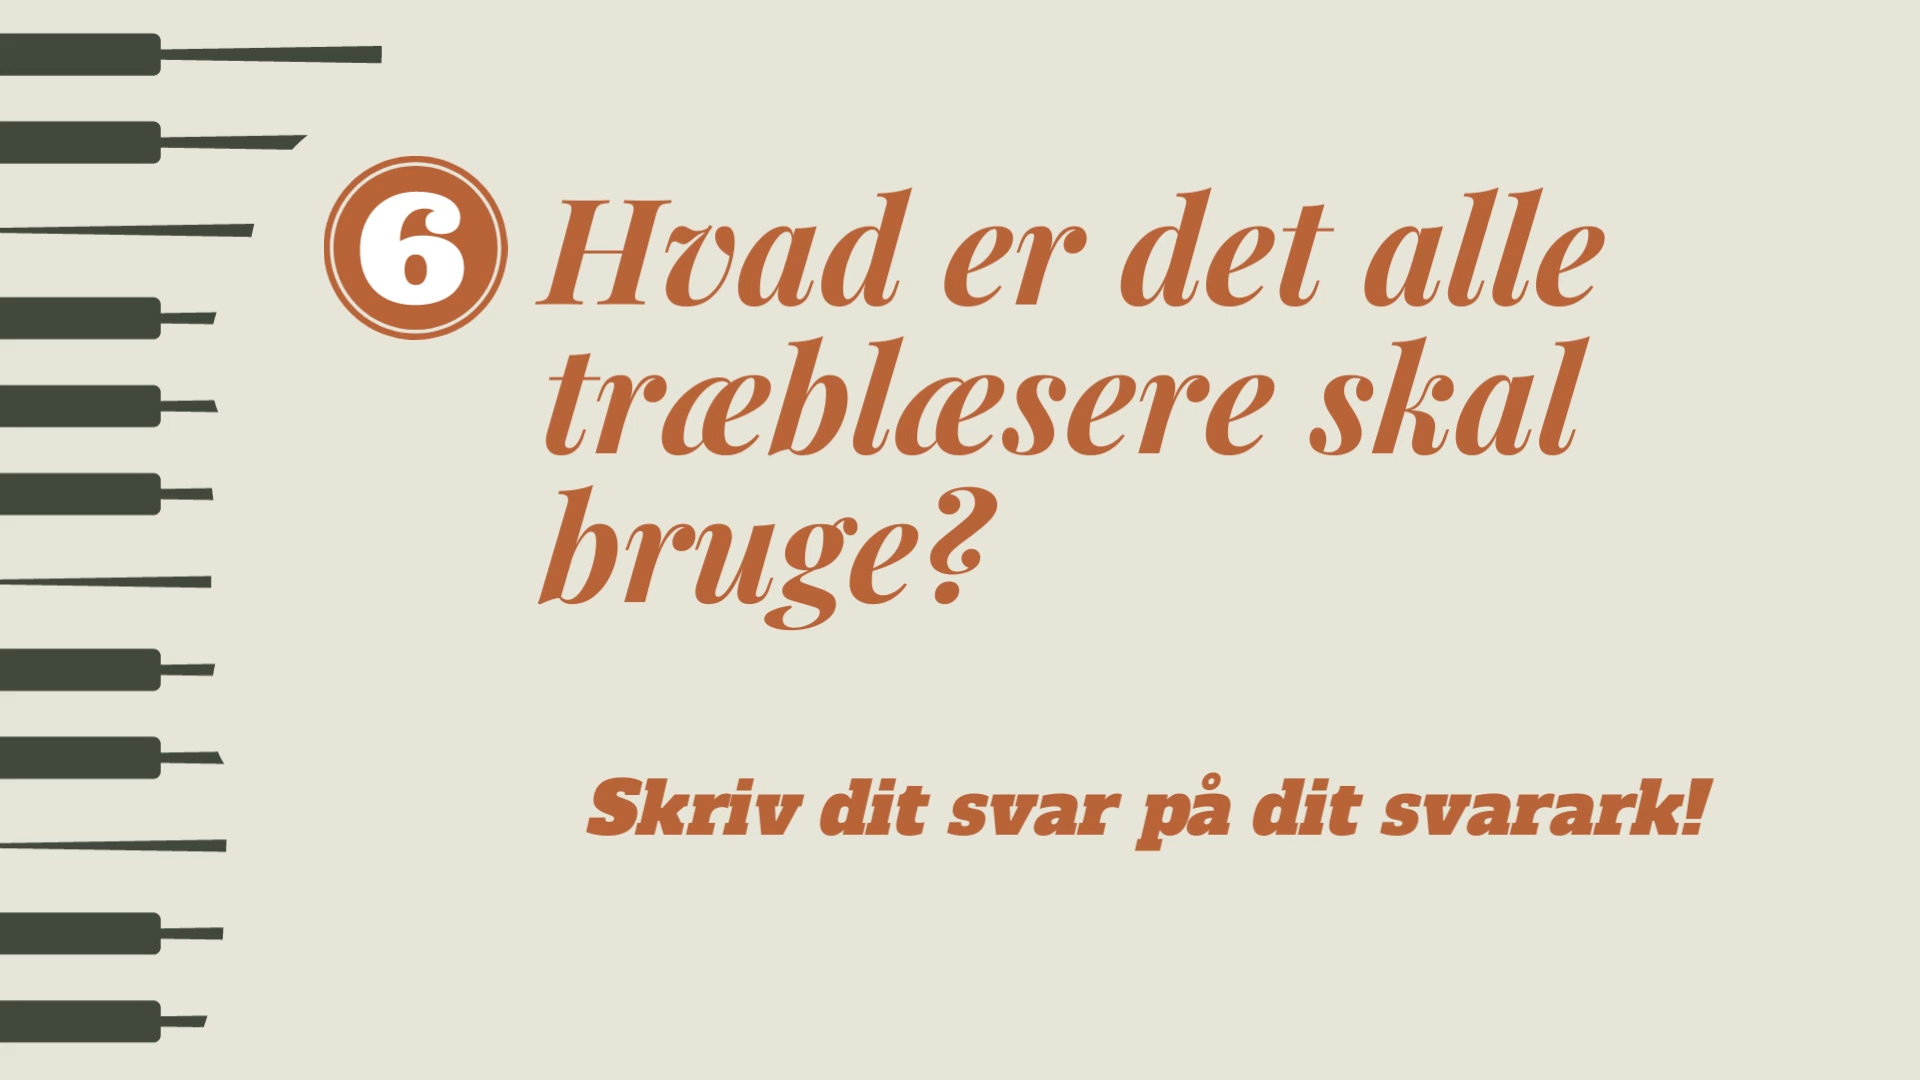 6
Hvad er det alle
træblæsere skal
bruge?
Skriv dit svar på dit svarark!